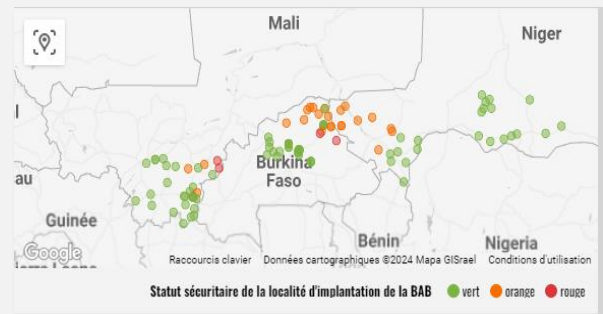 Mali
Niger
l
Burkina
Faso
au
Guinée
Bénin
Nigeria
Google
Raccourcis clavier Données cartographiques ©2024 Mapa GISrael Conditions d'utilisation
Statut sécuritaire de la localité d'implantation de la BAB vert orange rouge